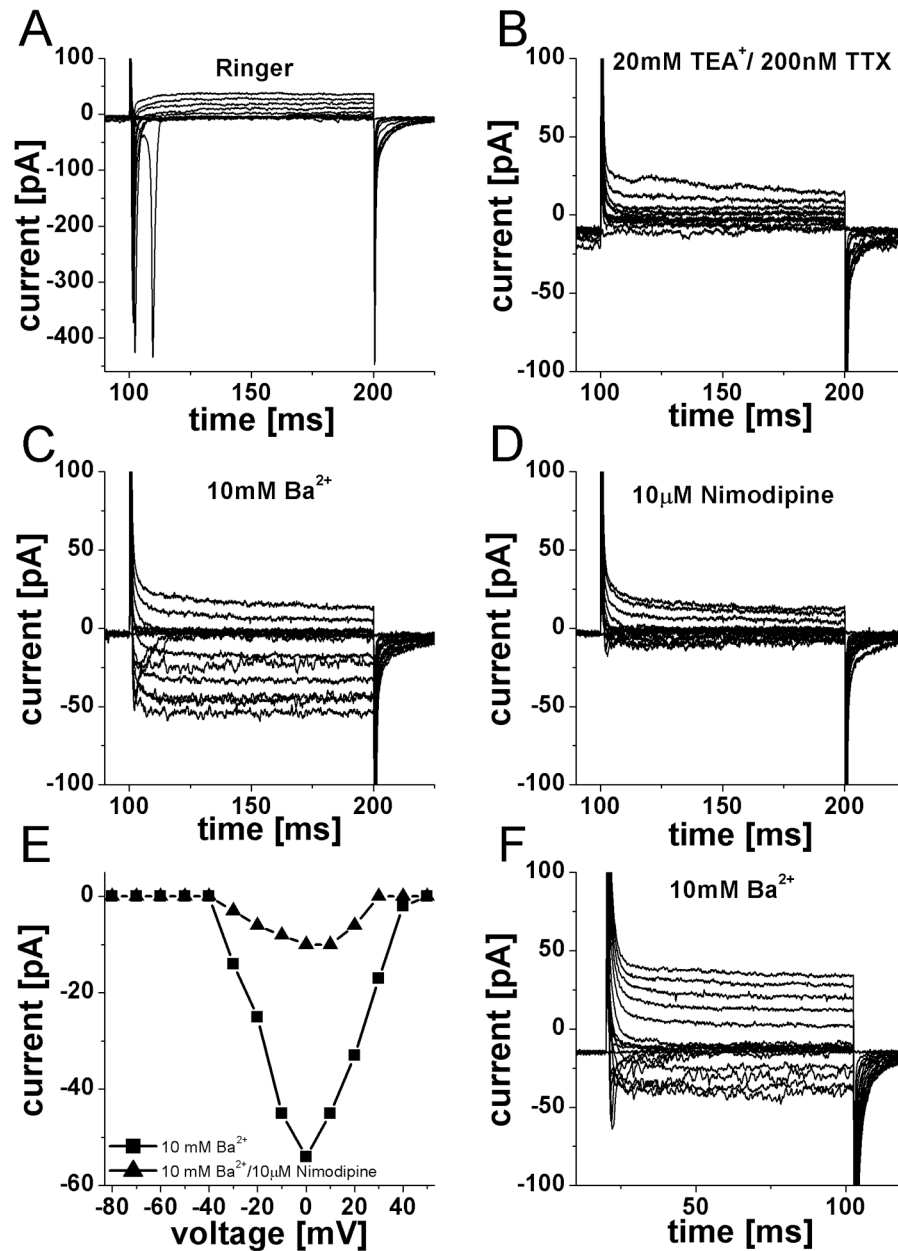 A
Ringer
100
0
-100
-200
-300
-400
current [pA]
100
150
200
time [ms]
B
20mM TEA⁺/ 200nM TTX
100
50
0
-50
-100
current [pA]
100
150
200
time [ms]
C
10mM Ba²⁺
100
50
0
-50
-100
current [pA]
100
150
200
time [ms]
D
10μM Nimodipine
100
50
0
-50
-100
current [pA]
100
150
200
time [ms]
E
0
-20
-40
-60
current [pA]
10 mM Ba²⁺
10 mM Ba²⁺/10μM Nimodipine
-80
-60
-40
-20
0
20
40
voltage [mV]
F
10mM Ba²⁺
100
50
0
-50
-100
current [pA]
50
100
time [ms]